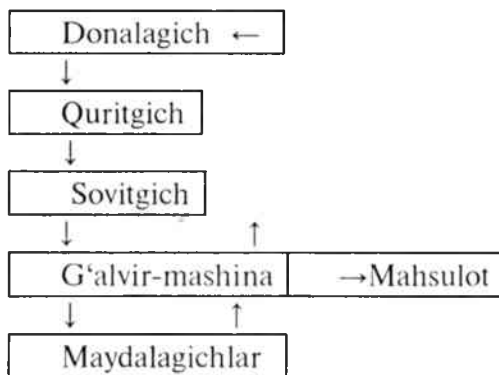 Donalagich ←
↓
Quritgich
↓
Sovitgich
↓ ↑
G‘alvir-mashina →Mahsulot
↓ ↑
Maydalagichlar